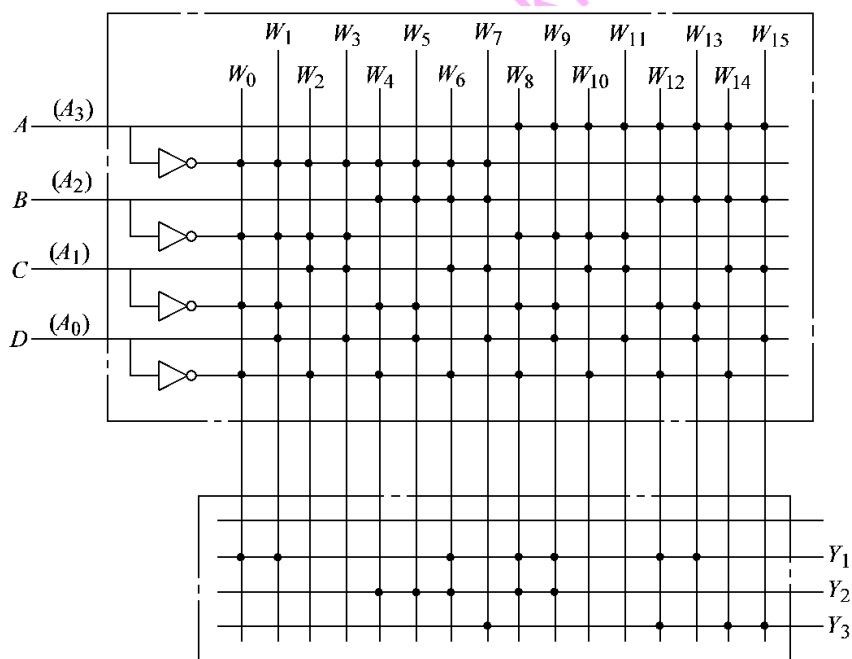 W₁ W₃ W₅ W₇ W₉ W₁₁ W₁₃ W₁₅
W₀ W₂ W₄ W₆ W₈ W₁₀ W₁₂ W₁₄
A (A₃)
B (A₂)
C (A₁)
D (A₀)
Y₁
Y₂
Y₃